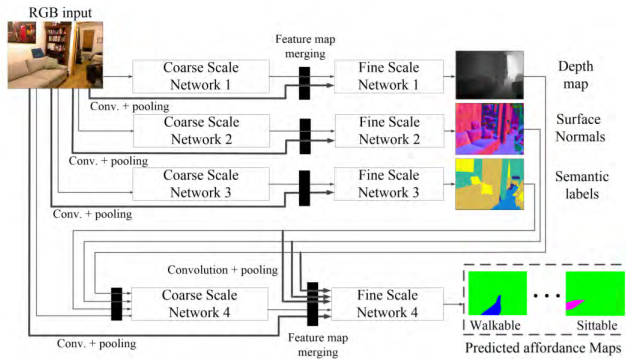 RGB input
Feature map
merging
Coarse Scale
Network 1
Fine Scale
Network 1
Depth
map
Conv. + pooling
Coarse Scale
Network 2
Fine Scale
Network 2
Surface
Normals
Conv. + pooling
Coarse Scale
Network 3
Fine Scale
Network 3
Semantic
labels
Conv. + pooling
Convolution + pooling
Coarse Scale
Network 4
Fine Scale
Network 4
Walkable
Sittable
Conv. + pooling
Feature map
merging
Predicted affordance Maps